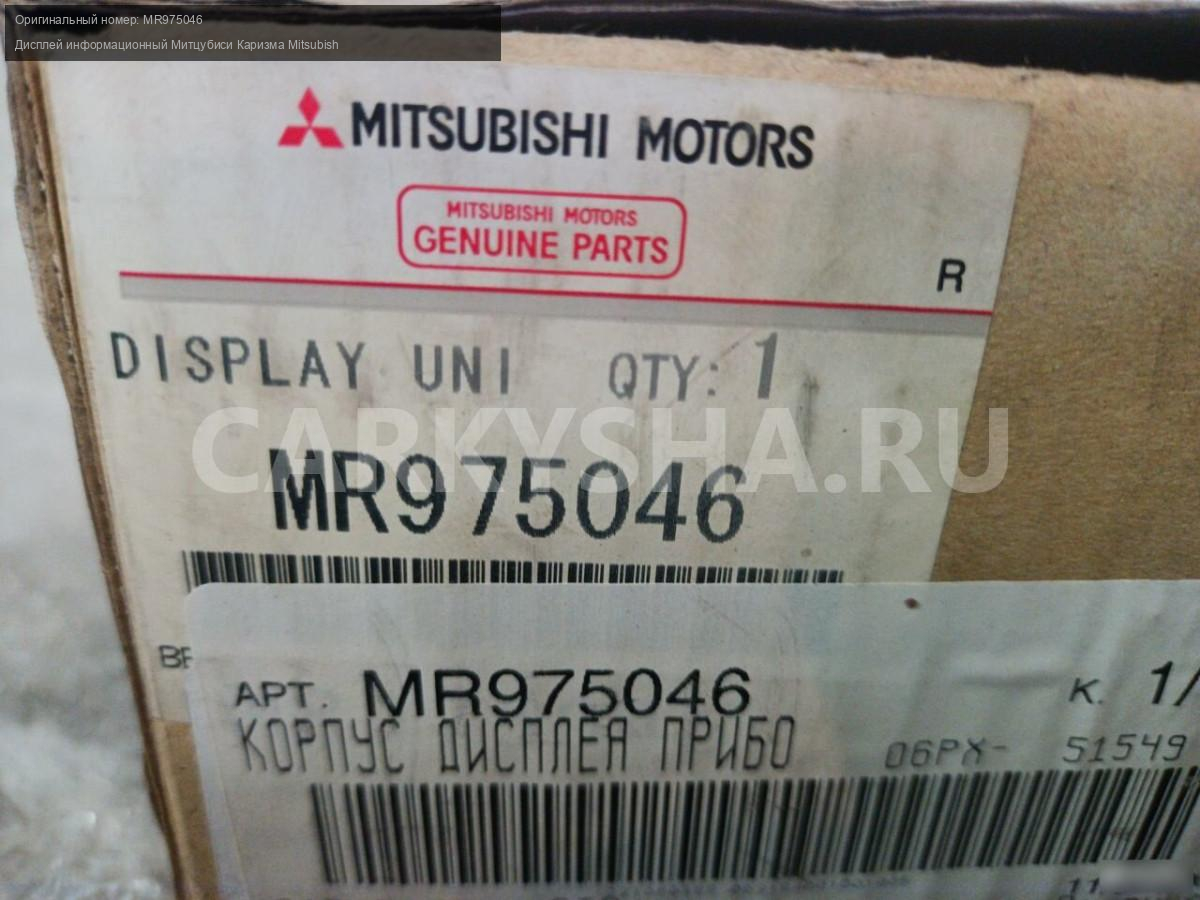 Оригинальный номер: MR975046
Дисплей информационный Митцубиси Каризма Mitsubish
MITSUBISHI MOTORS
MITSUBISHI MOTORS
GENUINE PARTS
R
DISPLAY UNI QTY: 1
CARKYSHA.RU
MR975046
АРТ. MR975046 К. 1/
КОРПУС ДИСПЛЕЯ ПРИБО 06PX- 51549